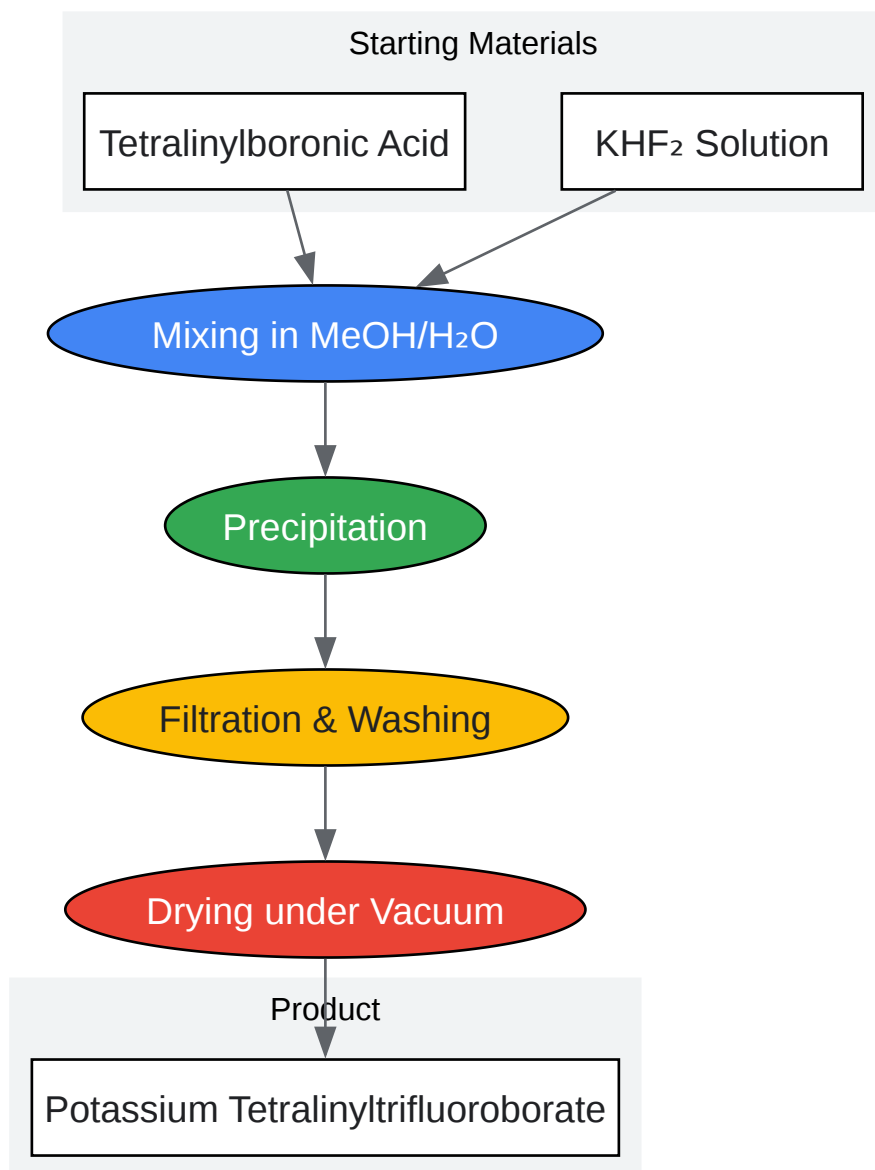 Starting Materials
Tetralinylboronic Acid
KHF₂ Solution
Mixing in MeOH/H₂O
Precipitation
Filtration & Washing
Drying under Vacuum
Product
Potassium Tetralinyltrifluoroborate